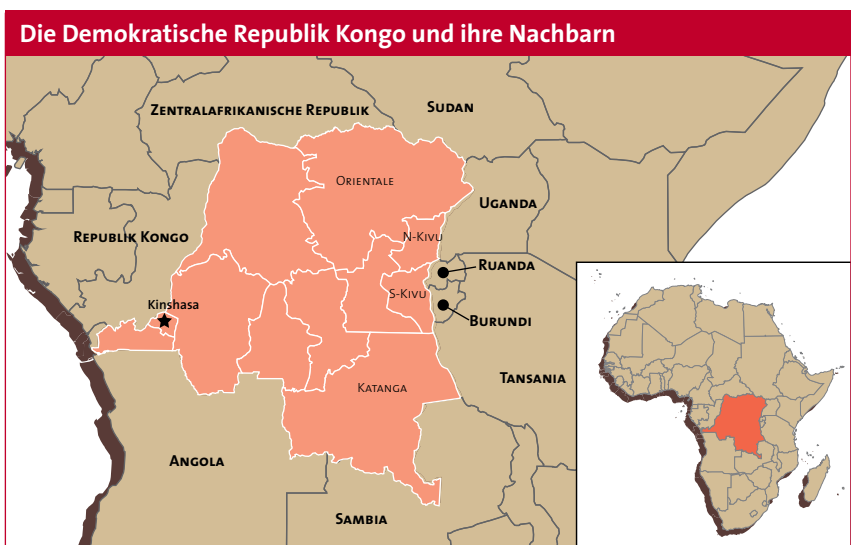 Die Demokratische Republik Kongo und ihre Nachbarn
Zentralafrikanische Republik
Sudan
Orientale
Uganda
Republik Kongo
N-Kivu
Ruanda
Kinshasa
S-Kivu
Burundi
Tansania
Katanga
Angola
Sambia